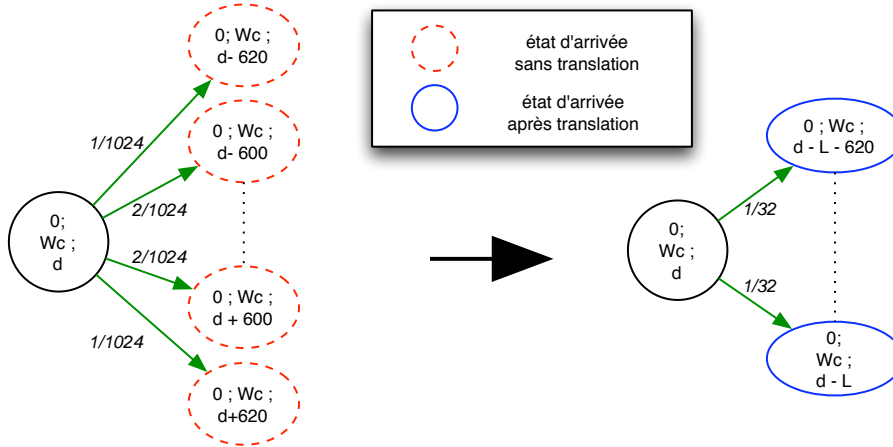 0; Wc ;
d- 620
0 ; Wc ;
d- 600
1/1024
2/1024
0;
Wc ;
d
2/1024
1/1024
0 ; Wc ;
d + 600
0 ; Wc ;
d+620
état d'arrivée
sans translation
état d'arrivée
après translation
0 ; Wc ;
d - L - 620
1/32
0;
Wc ;
d
1/32
0;
Wc ;
d - L